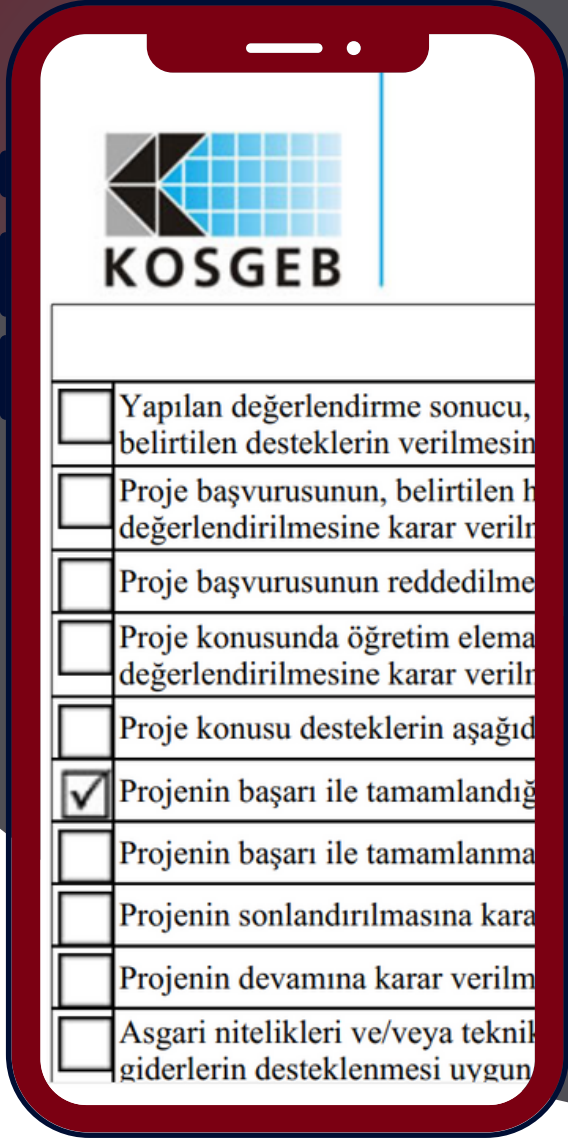 KOSGEB
Yapılan değerlendirme sonucu,
belirtilen desteklerin verilmesin
Proje başvurusunun, belirtilen h
değerlendirilmesine karar veriln
Proje başvurusunun reddedilme
Proje konusunda öğretim elema
değerlendirilmesine karar veriln
Proje konusu desteklerin aşağıd
Projenin başarı ile tamamlandığ
Projenin başarı ile tamamlanma
Projenin sonlandırılmasına kara
Projenin devamına karar verilm
Asgari nitelikleri ve/veya teknik
giderlerin desteklenmesi uygun